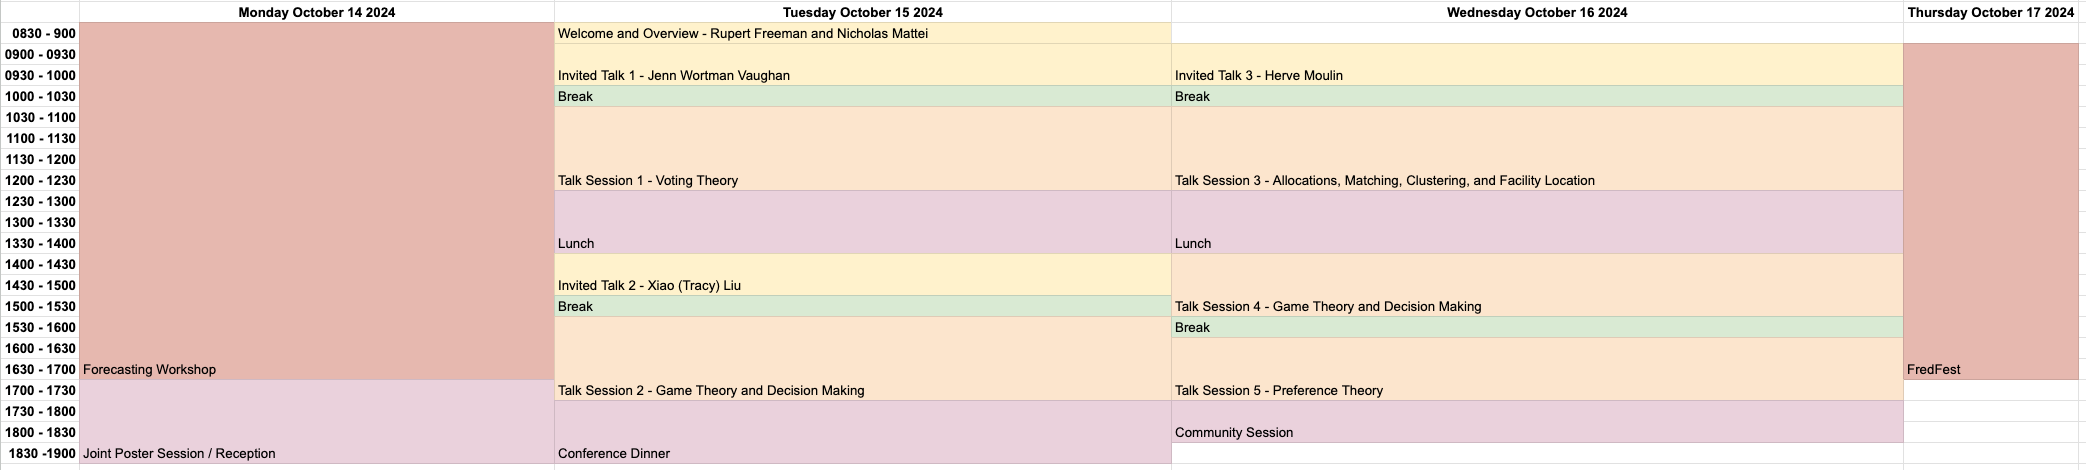 Monday October 14 2024 Tuesday October 15 2024 Wednesday October 16 2024 Thursday October 17 2024
0830 - 900 Welcome and Overview - Rupert Freeman and Nicholas Mattei
0900 - 0930
0930 - 1000 Invited Talk 1 - Jenn Wortman Vaughan Invited Talk 3 - Herve Moulin
1000 - 1030 Break Break
1030 - 1100
1100 - 1130
1130 - 1200
1200 - 1230 Talk Session 1 - Voting Theory Talk Session 3 - Allocations, Matching, Clustering, and Facility Location
1230 - 1300
1300 - 1330
1330 - 1400 Lunch Lunch
1400 - 1430
1430 - 1500 Invited Talk 2 - Xiao (Tracy) Liu
1500 - 1530 Break Talk Session 4 - Game Theory and Decision Making
1530 - 1600 Break
1600 - 1630
1630 - 1700 Forecasting Workshop FredFest
1700 - 1730 Talk Session 2 - Game Theory and Decision Making Talk Session 5 - Preference Theory
1730 - 1800
1800 - 1830 Community Session
1830 -1900 Joint Poster Session / Reception Conference Dinner